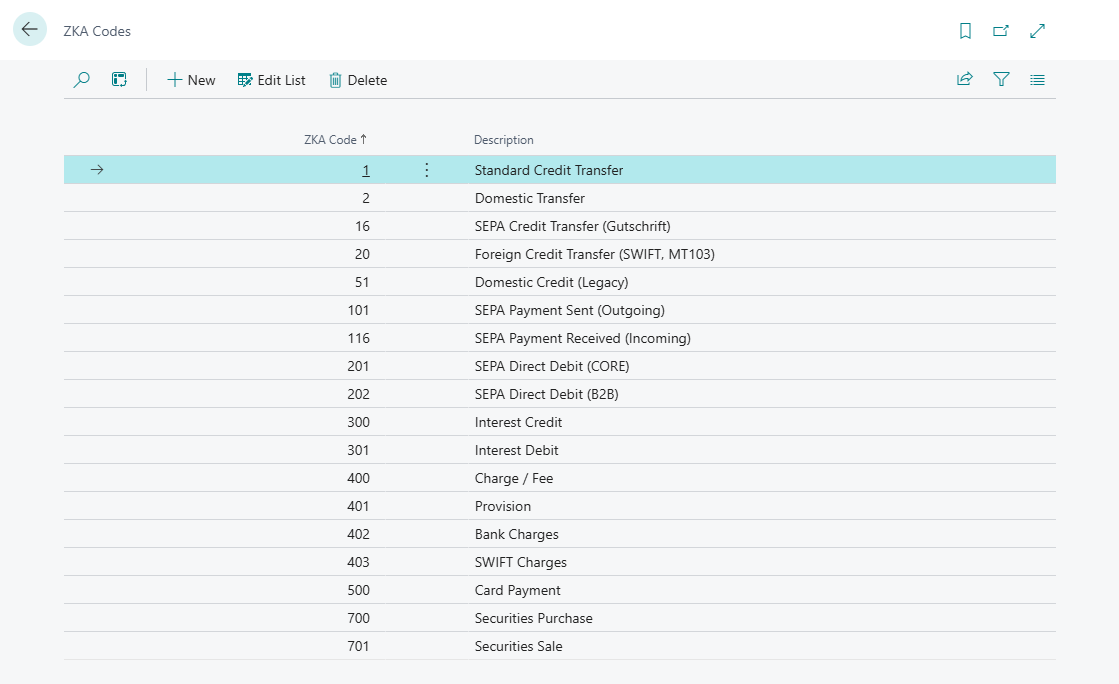 ZKA Codes
New Edit List Delete
ZKA Code ↑ Description
1 Standard Credit Transfer
2 Domestic Transfer
16 SEPA Credit Transfer (Gutschrift)
20 Foreign Credit Transfer (SWIFT, MT103)
51 Domestic Credit (Legacy)
101 SEPA Payment Sent (Outgoing)
116 SEPA Payment Received (Incoming)
201 SEPA Direct Debit (CORE)
202 SEPA Direct Debit (B2B)
300 Interest Credit
301 Interest Debit
400 Charge / Fee
401 Provision
402 Bank Charges
403 SWIFT Charges
500 Card Payment
700 Securities Purchase
701 Securities Sale